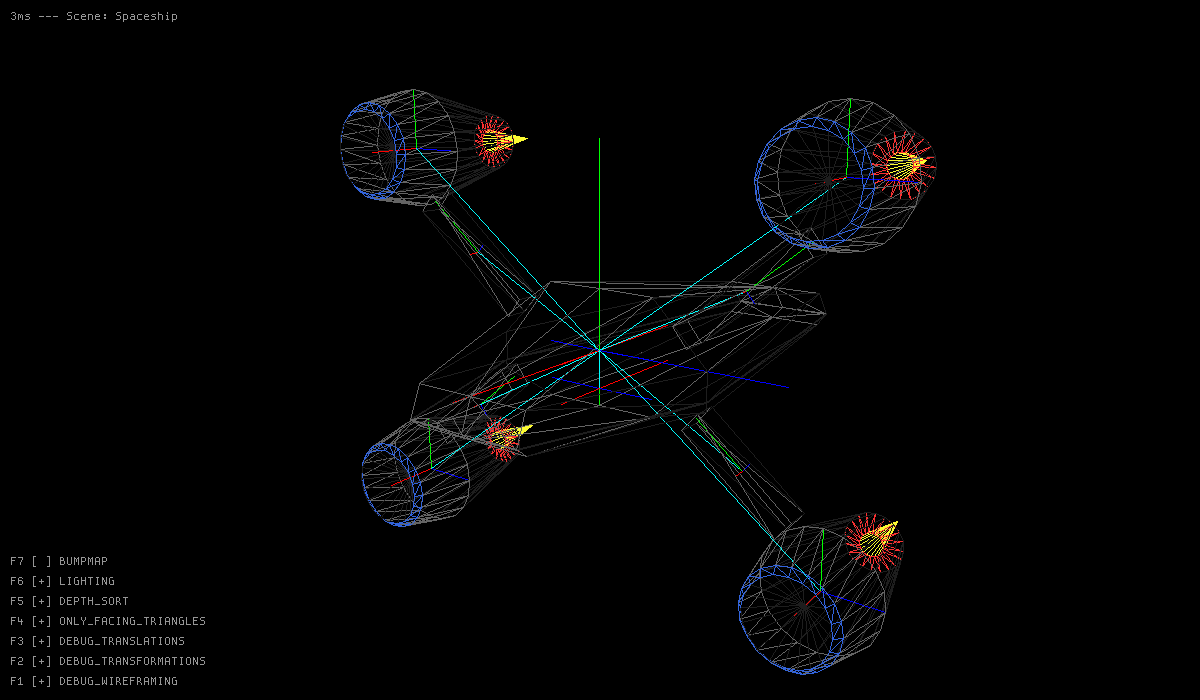 3ms --- Scene: Spaceship
F7 [ ] BUMPMAP
F6 [+] LIGHTING
F5 [+] DEPTH_SORT
F4 [+] ONLY_FACING_TRIANGLES
F3 [+] DEBUG_TRANSLATIONS
F2 [+] DEBUG_TRANSFORMATIONS
F1 [+] DEBUG_WIREFRAMING